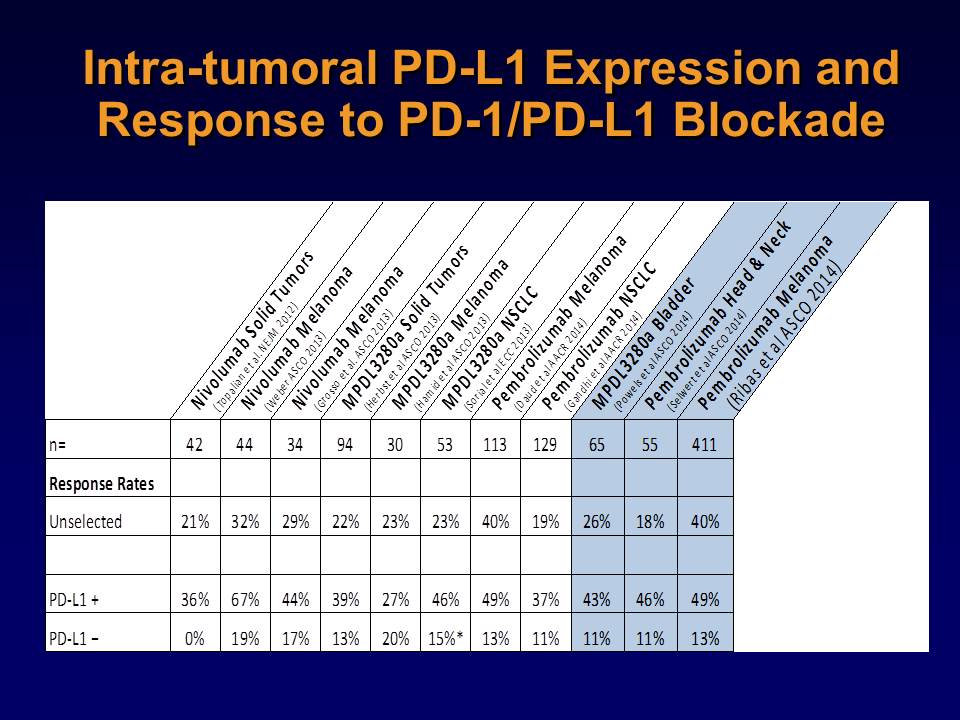 Intra-tumoral PD-L1 Expression and
Response to PD-1/PD-L1 Blockade
Nivolumab Solid Tumors
(Topalian et al. NEJM 2012)
Nivolumab Melanoma
(Weber ASCO 2013)
Nivolumab Melanoma
(Grosso et al. ASCO 2013)
MPDL3280a Solid Tumors
(Herbst et al ASCO 2013)
MPDL3280a Melanoma
(Hamid et al ASCO 2013)
MPDL3280a NSCLC
(Soria et al ECC 2013)
Pembrolizumab Melanoma
(Daud et al AACR 2014)
Pembrolizumab NSCLC
(Gandhi et al AACR 2014)
MPDL3280a Bladder
(Powels et al ASCO 2014)
Pembrolizumab Head & Neck
(Seiwert et al ASCO 2014)
Pembrolizumab Melanoma
(Ribas et al ASCO 2014)
n= 42 44 34 94 30 53 113 129 65 55 411
Response Rates
Unselected 21% 32% 29% 22% 23% 23% 40% 19% 26% 18% 40%
PD-L1 + 36% 67% 44% 39% 27% 46% 49% 37% 43% 46% 49%
PD-L1 – 0% 19% 17% 13% 20% 15%* 13% 11% 11% 11% 13%